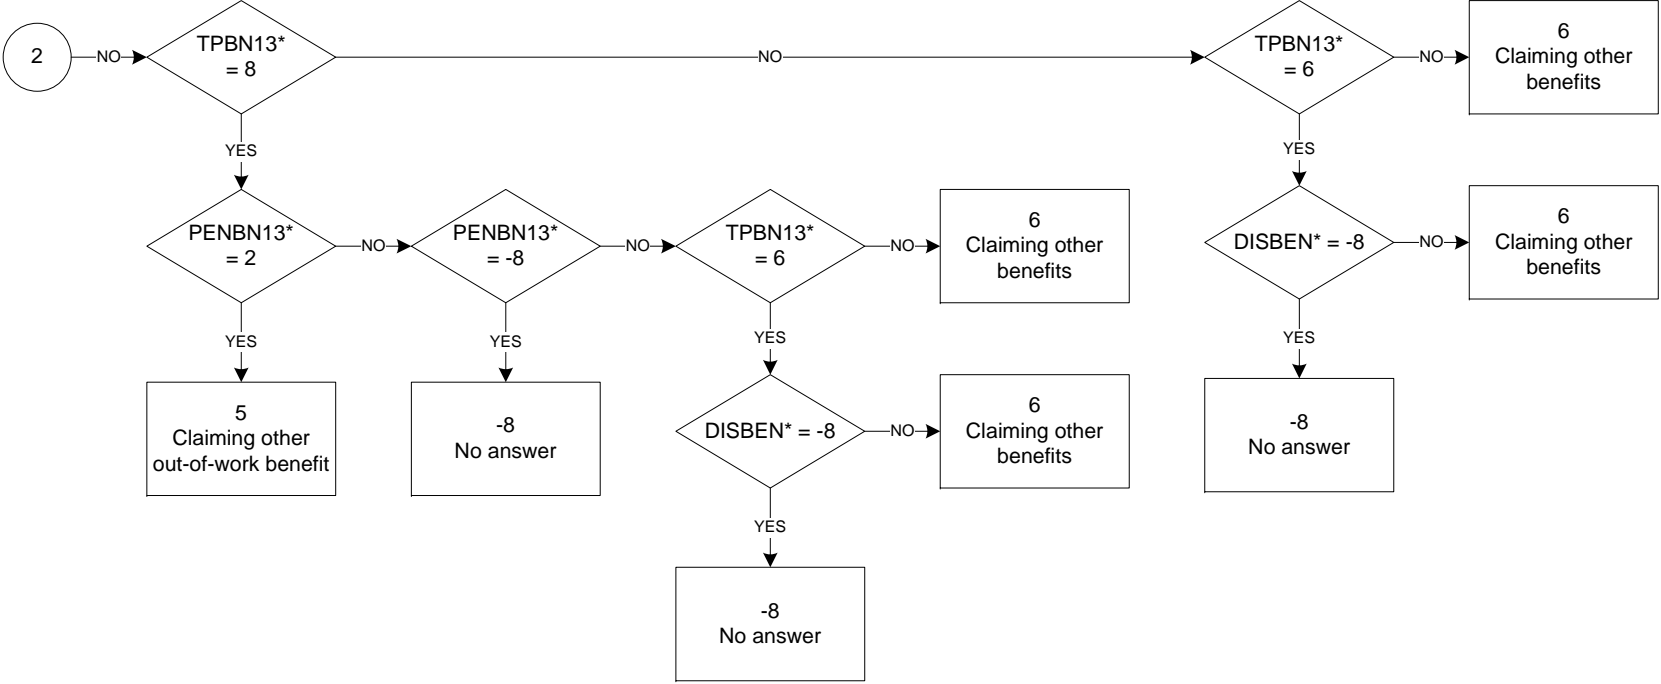 2
NO
TPBN13*
= 8
NO
TPBN13*
= 6
NO
6
Claiming other
benefits
YES
YES
PENBN13*
= 2
NO
PENBN13*
= -8
NO
TPBN13*
= 6
NO
6
Claiming other
benefits
DISBEN* = -8
NO
6
Claiming other
benefits
YES
YES
YES
YES
5
Claiming other
out-of-work benefit
-8
No answer
DISBEN* = -8
NO
6
Claiming other
benefits
-8
No answer
YES
-8
No answer